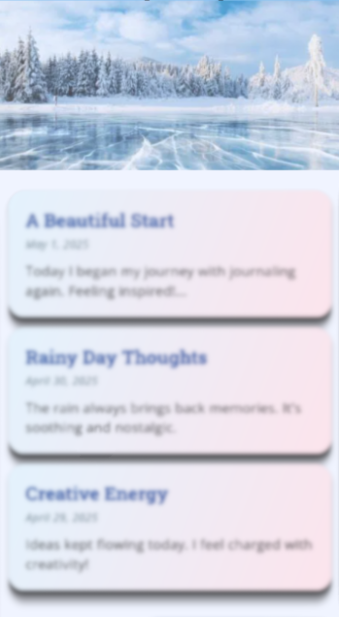 A Beautiful Start
May 1, 2025
Today I began my journey with journaling
again. Feeling inspired!...
Rainy Day Thoughts
April 30, 2025
The rain always brings back memories. It's
soothing and nostalgic.
Creative Energy
April 29, 2025
Ideas kept flowing today. I feel charged with
creativity!